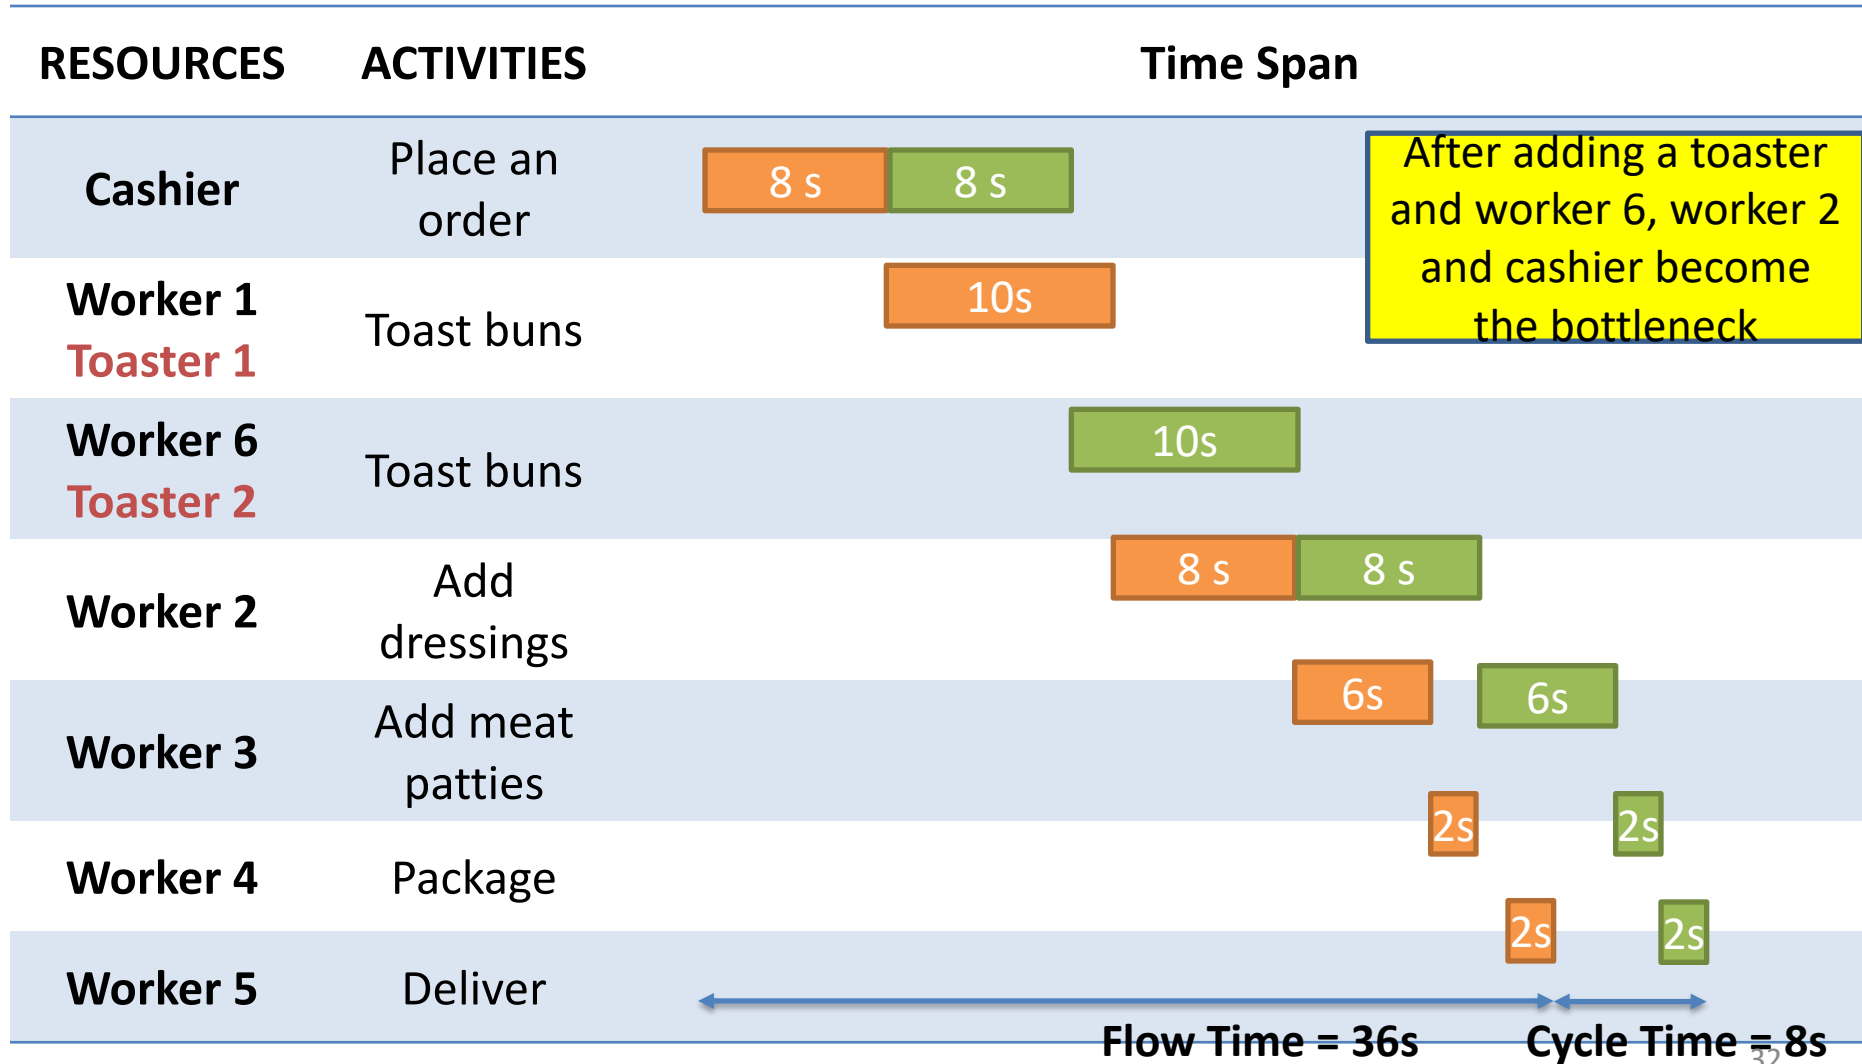 RESOURCES ACTIVITIES Time Span
Cashier
Place an
order
8 s 8 s
After adding a toaster
and worker 6, worker 2
and cashier become
the bottleneck
Worker 1
Toaster 1
Toast buns
10s
Worker 6
Toaster 2
Toast buns
10s
Worker 2
Add
dressings
8 s 8 s
Worker 3
Add meat
patties
6s 6s
Worker 4
Package
2s 2s
Worker 5
Deliver
2s 2s
Flow Time = 36s Cycle Time = 8s
32